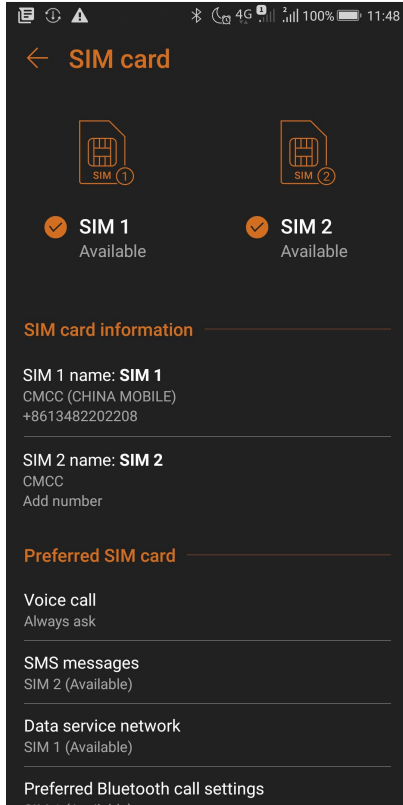 4G 1 2 100% 11:48
SIM card
SIM 1 SIM 2
SIM 1 SIM 2
Available Available
SIM card information
SIM 1 name: SIM 1
CMCC (CHINA MOBILE)
+8613482202208
SIM 2 name: SIM 2
CMCC
Add number
Preferred SIM card
Voice call
Always ask
SMS messages
SIM 2 (Available)
Data service network
SIM 1 (Available)
Preferred Bluetooth call settings